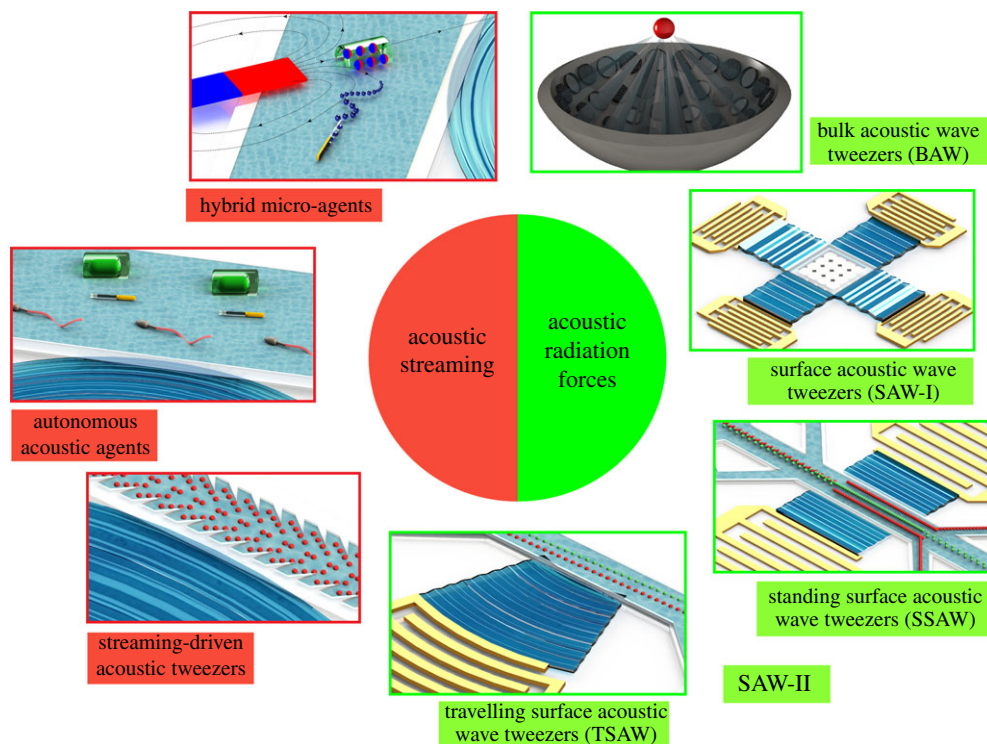 hybrid micro-agents
bulk acoustic wave
tweezers (BAW)
acoustic
streaming
acoustic
radiation
forces
surface acoustic wave
tweezers (SAW-I)
autonomous
acoustic agents
standing surface acoustic
wave tweezers (SSAW)
streaming-driven
acoustic tweezers
SAW-II
travelling surface acoustic
wave tweezers (TSAW)